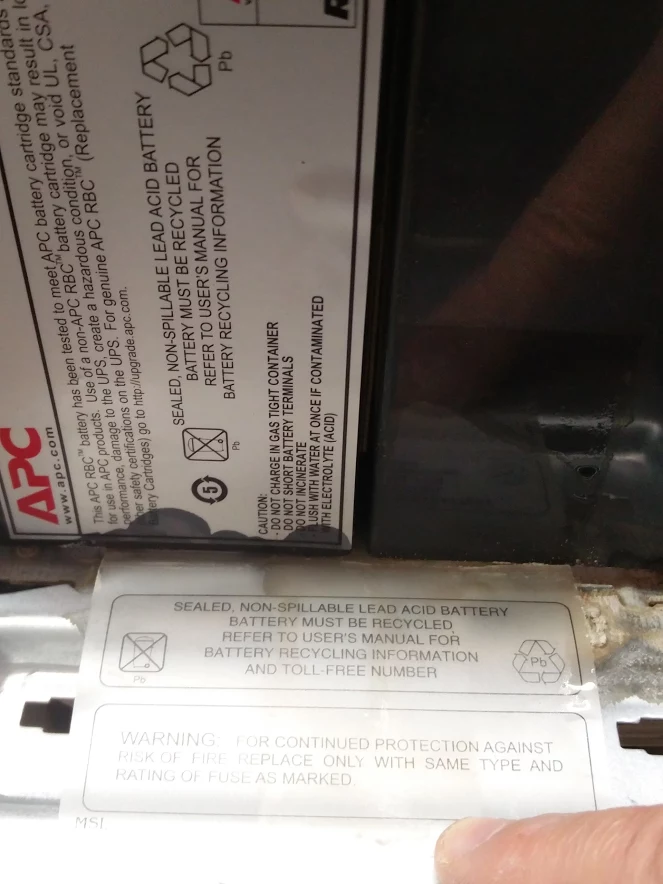 APC
www.apc.com
This APC RBC™ battery has been tested to meet APC battery cartridge standards
for use in APC products. Use of a non-APC RBC™ battery cartridge may result in
performance, damage to the UPS, create a hazardous condition, or void UL, CSA,
safety certifications on the UPS. For genuine APC RBC™ (Replacement
Battery Cartridges) go to http://upgrade.apc.com.
SEALED, NON-SPILLABLE LEAD ACID BATTERY
BATTERY MUST BE RECYCLED
REFER TO USER'S MANUAL FOR
BATTERY RECYCLING INFORMATION
Pb
Pb
5
CAUTION:
- DO NOT CHARGE IN GAS TIGHT CONTAINER
- DO NOT SHORT BATTERY TERMINALS
DO NOT INCINERATE
FLUSH WITH WATER AT ONCE IF CONTAMINATED
WITH ELECTROLYTE (ACID)
SEALED, NON-SPILLABLE LEAD ACID BATTERY
BATTERY MUST BE RECYCLED
REFER TO USER'S MANUAL FOR
BATTERY RECYCLING INFORMATION
AND TOLL-FREE NUMBER
Pb
Pb
WARNING: FOR CONTINUED PROTECTION AGAINST
RISK OF FIRE REPLACE ONLY WITH SAME TYPE AND
RATING OF FUSE AS MARKED.
MSL